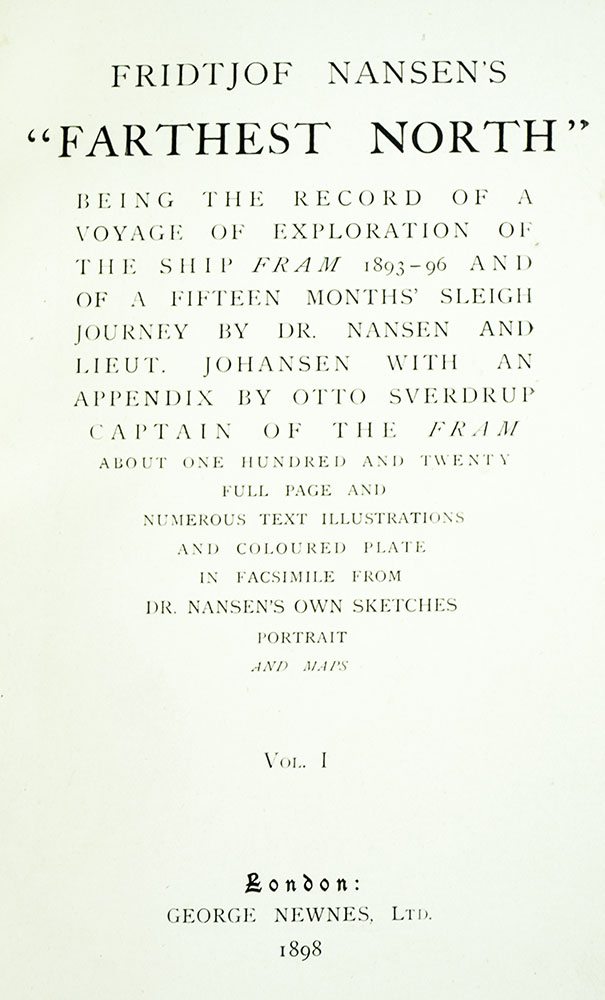 FRIDTJOF NANSEN'S
"FARTHEST NORTH"
BEING THE RECORD OF A
VOYAGE OF EXPLORATION OF
THE SHIP FRAM 1893-96 AND
OF A FIFTEEN MONTHS' SLEIGH
JOURNEY BY DR. NANSEN AND
LIEUT. JOHANSEN WITH AN
APPENDIX BY OTTO SVERDRUP
CAPTAIN OF THE FRAM
ABOUT ONE HUNDRED AND TWENTY
FULL PAGE AND
NUMEROUS TEXT ILLUSTRATIONS
AND COLOURED PLATE
IN FACSIMILE FROM
DR. NANSEN'S OWN SKETCHES
PORTRAIT
AND MAPS
VOL. I
London:
GEORGE NEWNES, LTD.
1898